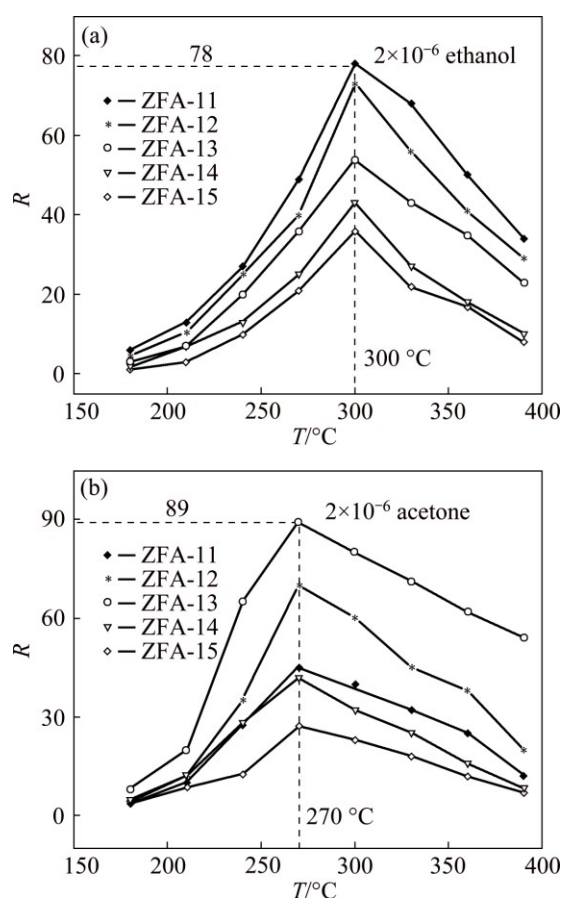 (a)
78
2×10⁻⁶ ethanol
ZFA-11
ZFA-12
ZFA-13
ZFA-14
ZFA-15
300 °C
R
80
60
40
20
0
150 200 250 300 350 400
T/°C
(b)
89
2×10⁻⁶ acetone
ZFA-11
ZFA-12
ZFA-13
ZFA-14
ZFA-15
270 °C
R
90
60
30
0
150 200 250 300 350 400
T/°C